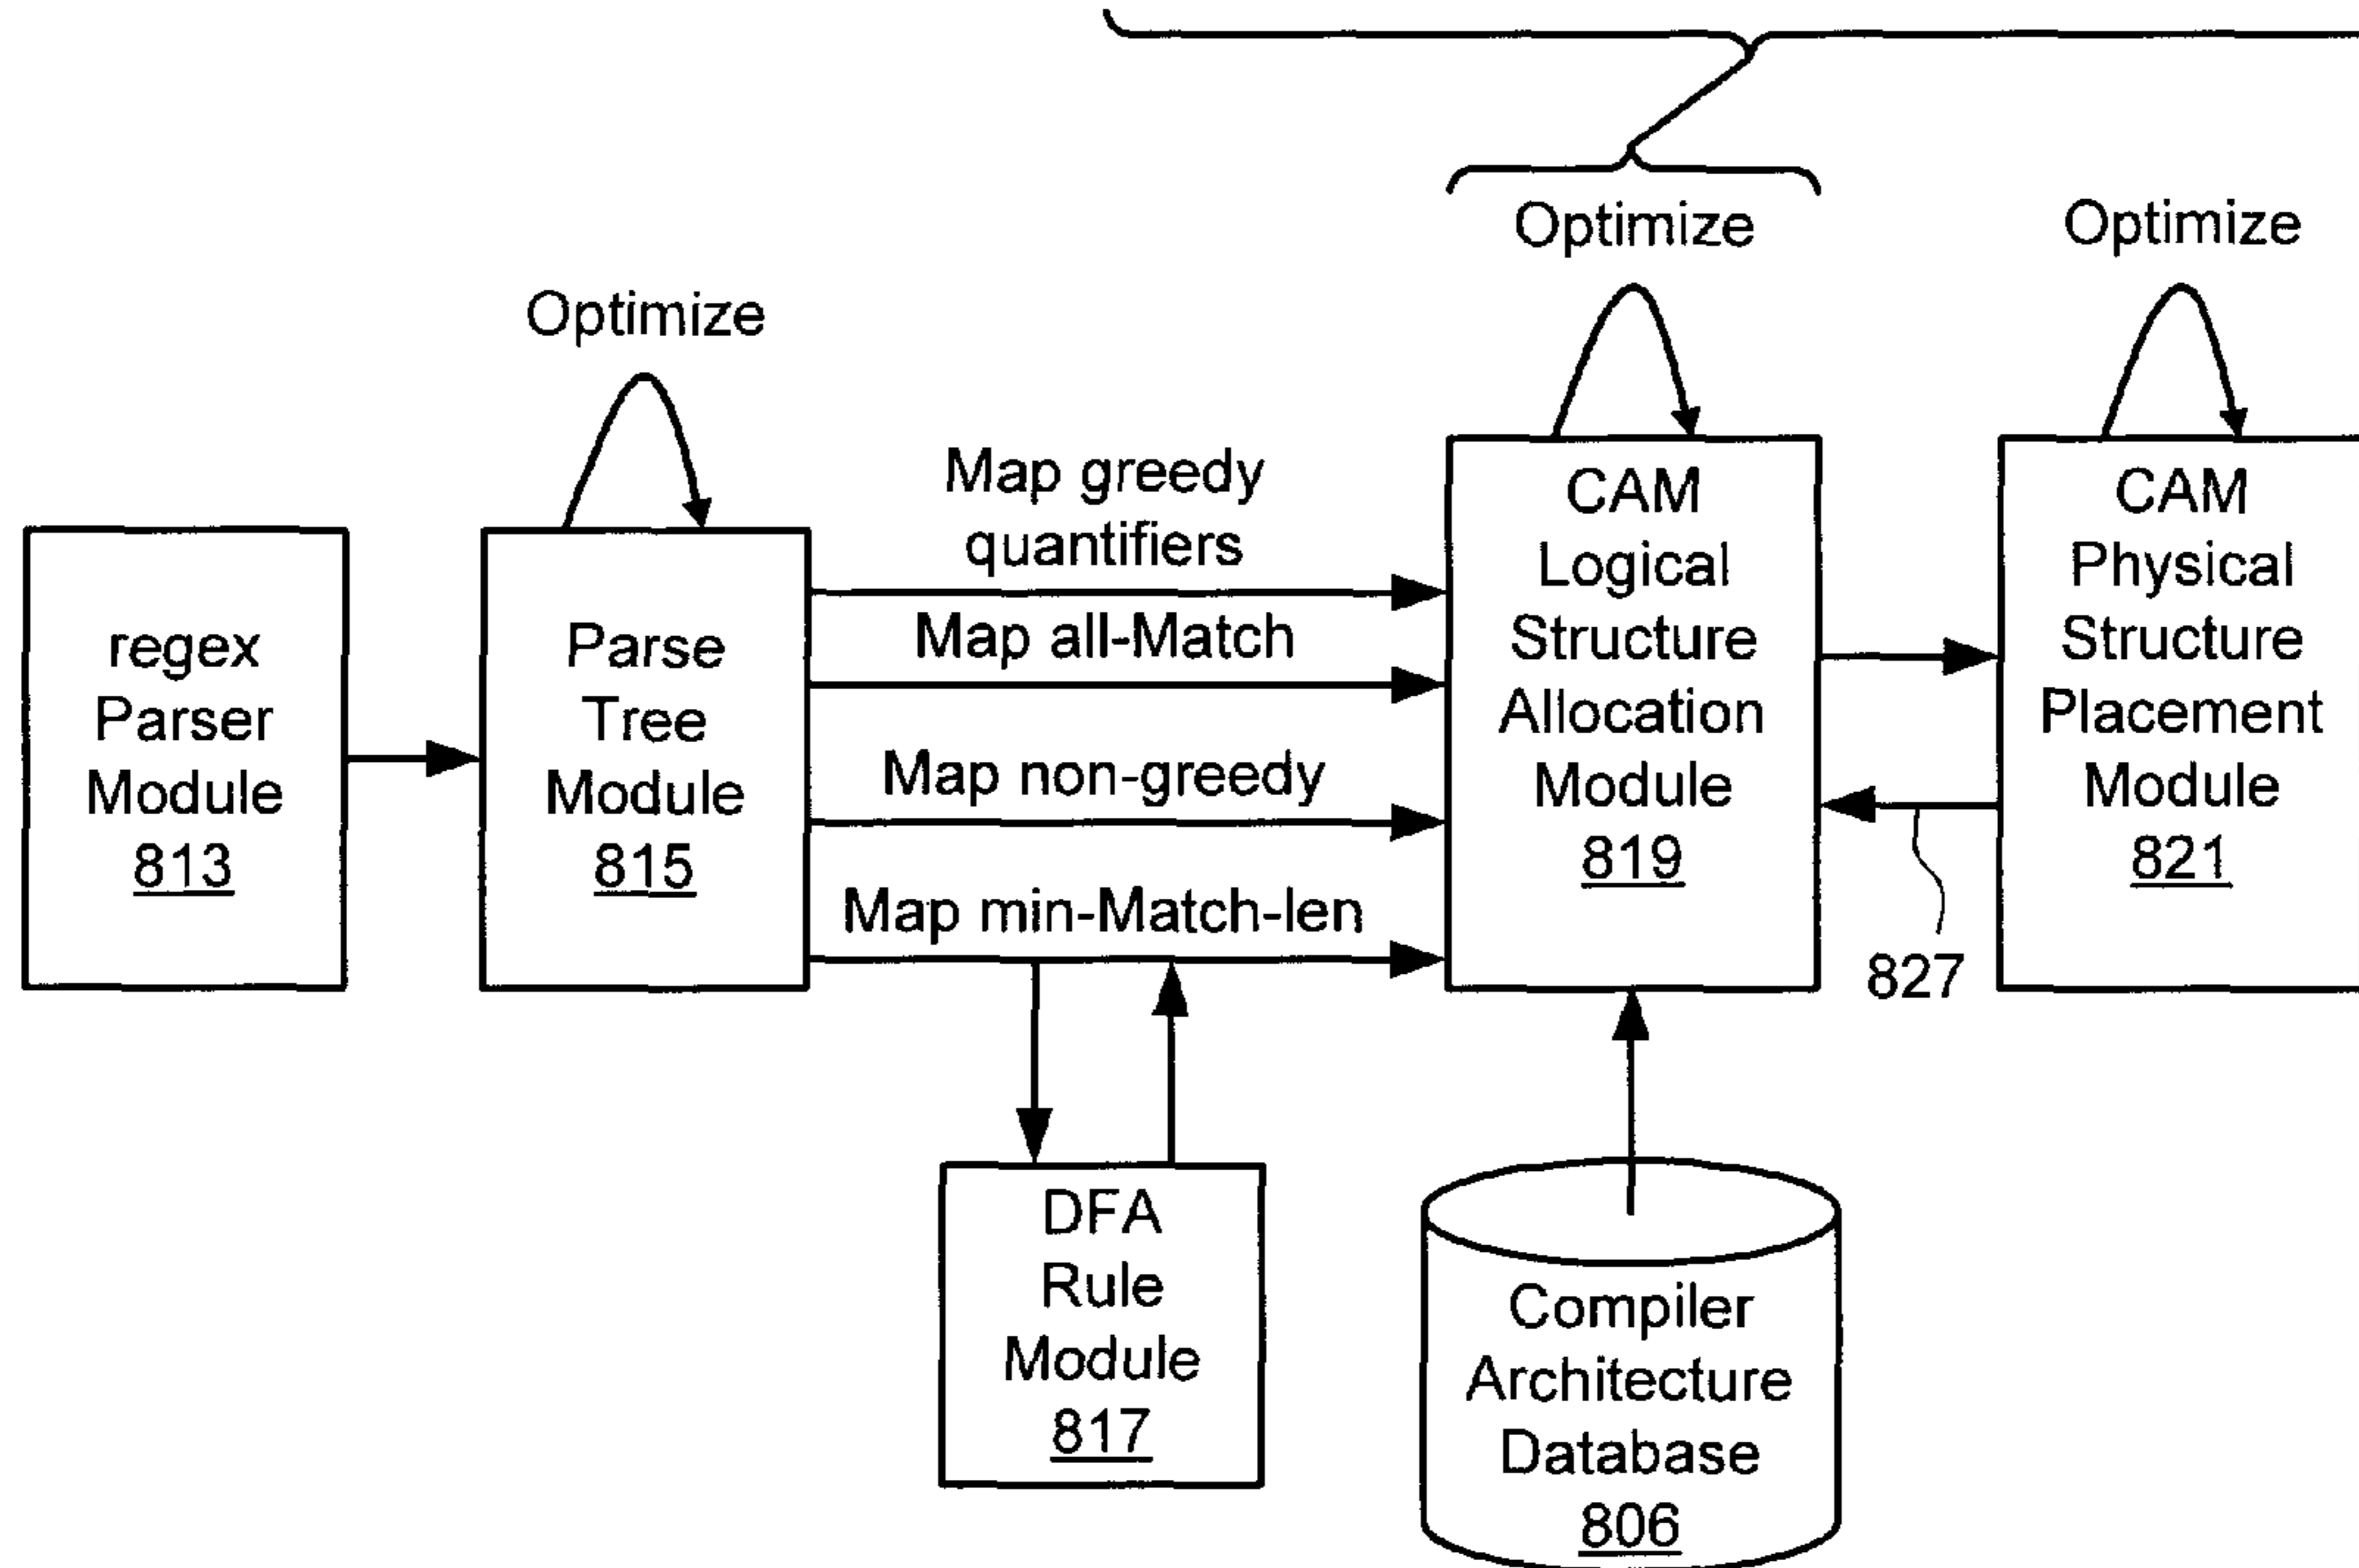 Optimize
Optimize
Optimize
Map greedy
quantifiers
Map all-Match
Map non-greedy
Map min-Match-len
regex
Parser
Module
813
Parse
Tree
Module
815
CAM
Logical
Structure
Allocation
Module
819
CAM
Physical
Structure
Placement
Module
821
827
DFA
Rule
Module
817
Compiler
Architecture
Database
806